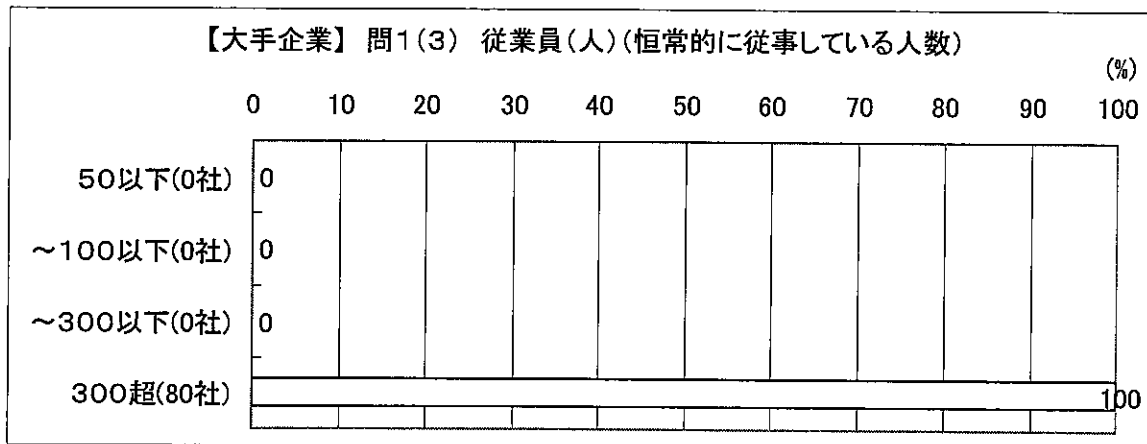 【大手企業】 問1(3) 従業員(人)(恒常的に従事している人数)
(%)
0 10 20 30 40 50 60 70 80 90 100
50以下(0社) 0
～100以下(0社) 0
～300以下(0社) 0
300超(80社) 100